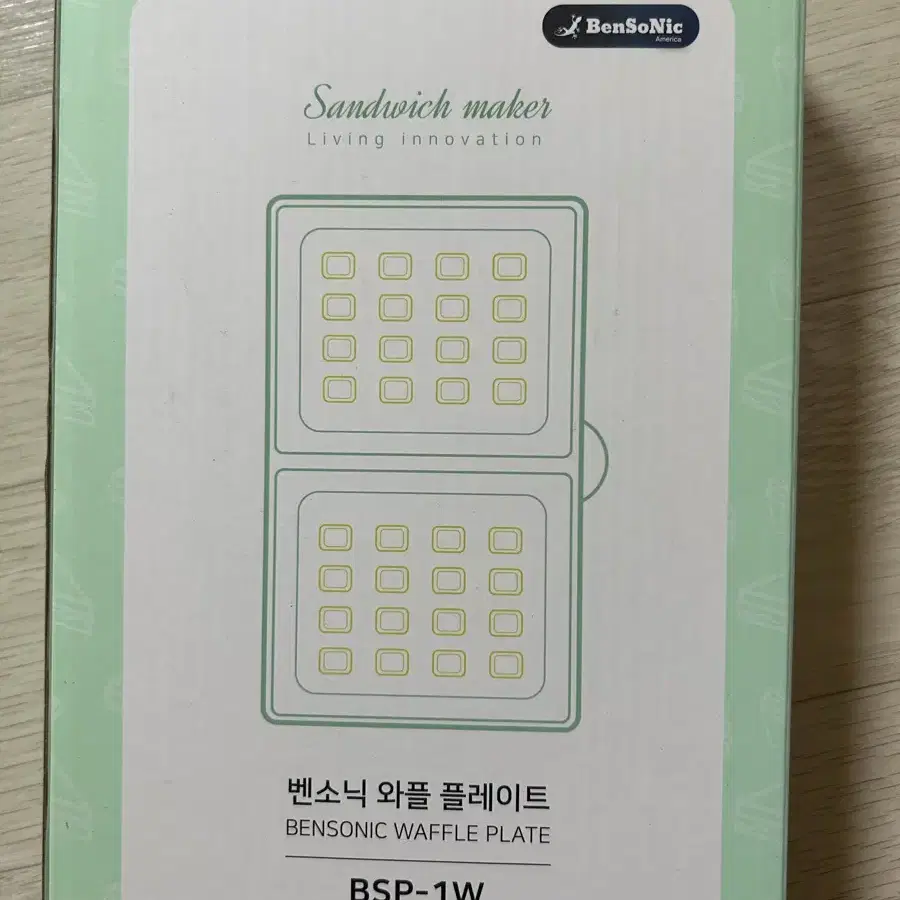 BenSoNic
America
Sandwich maker
Living innovation
벤소닉 와플 플레이트
BENSONIC WAFFLE PLATE
BSP-1W